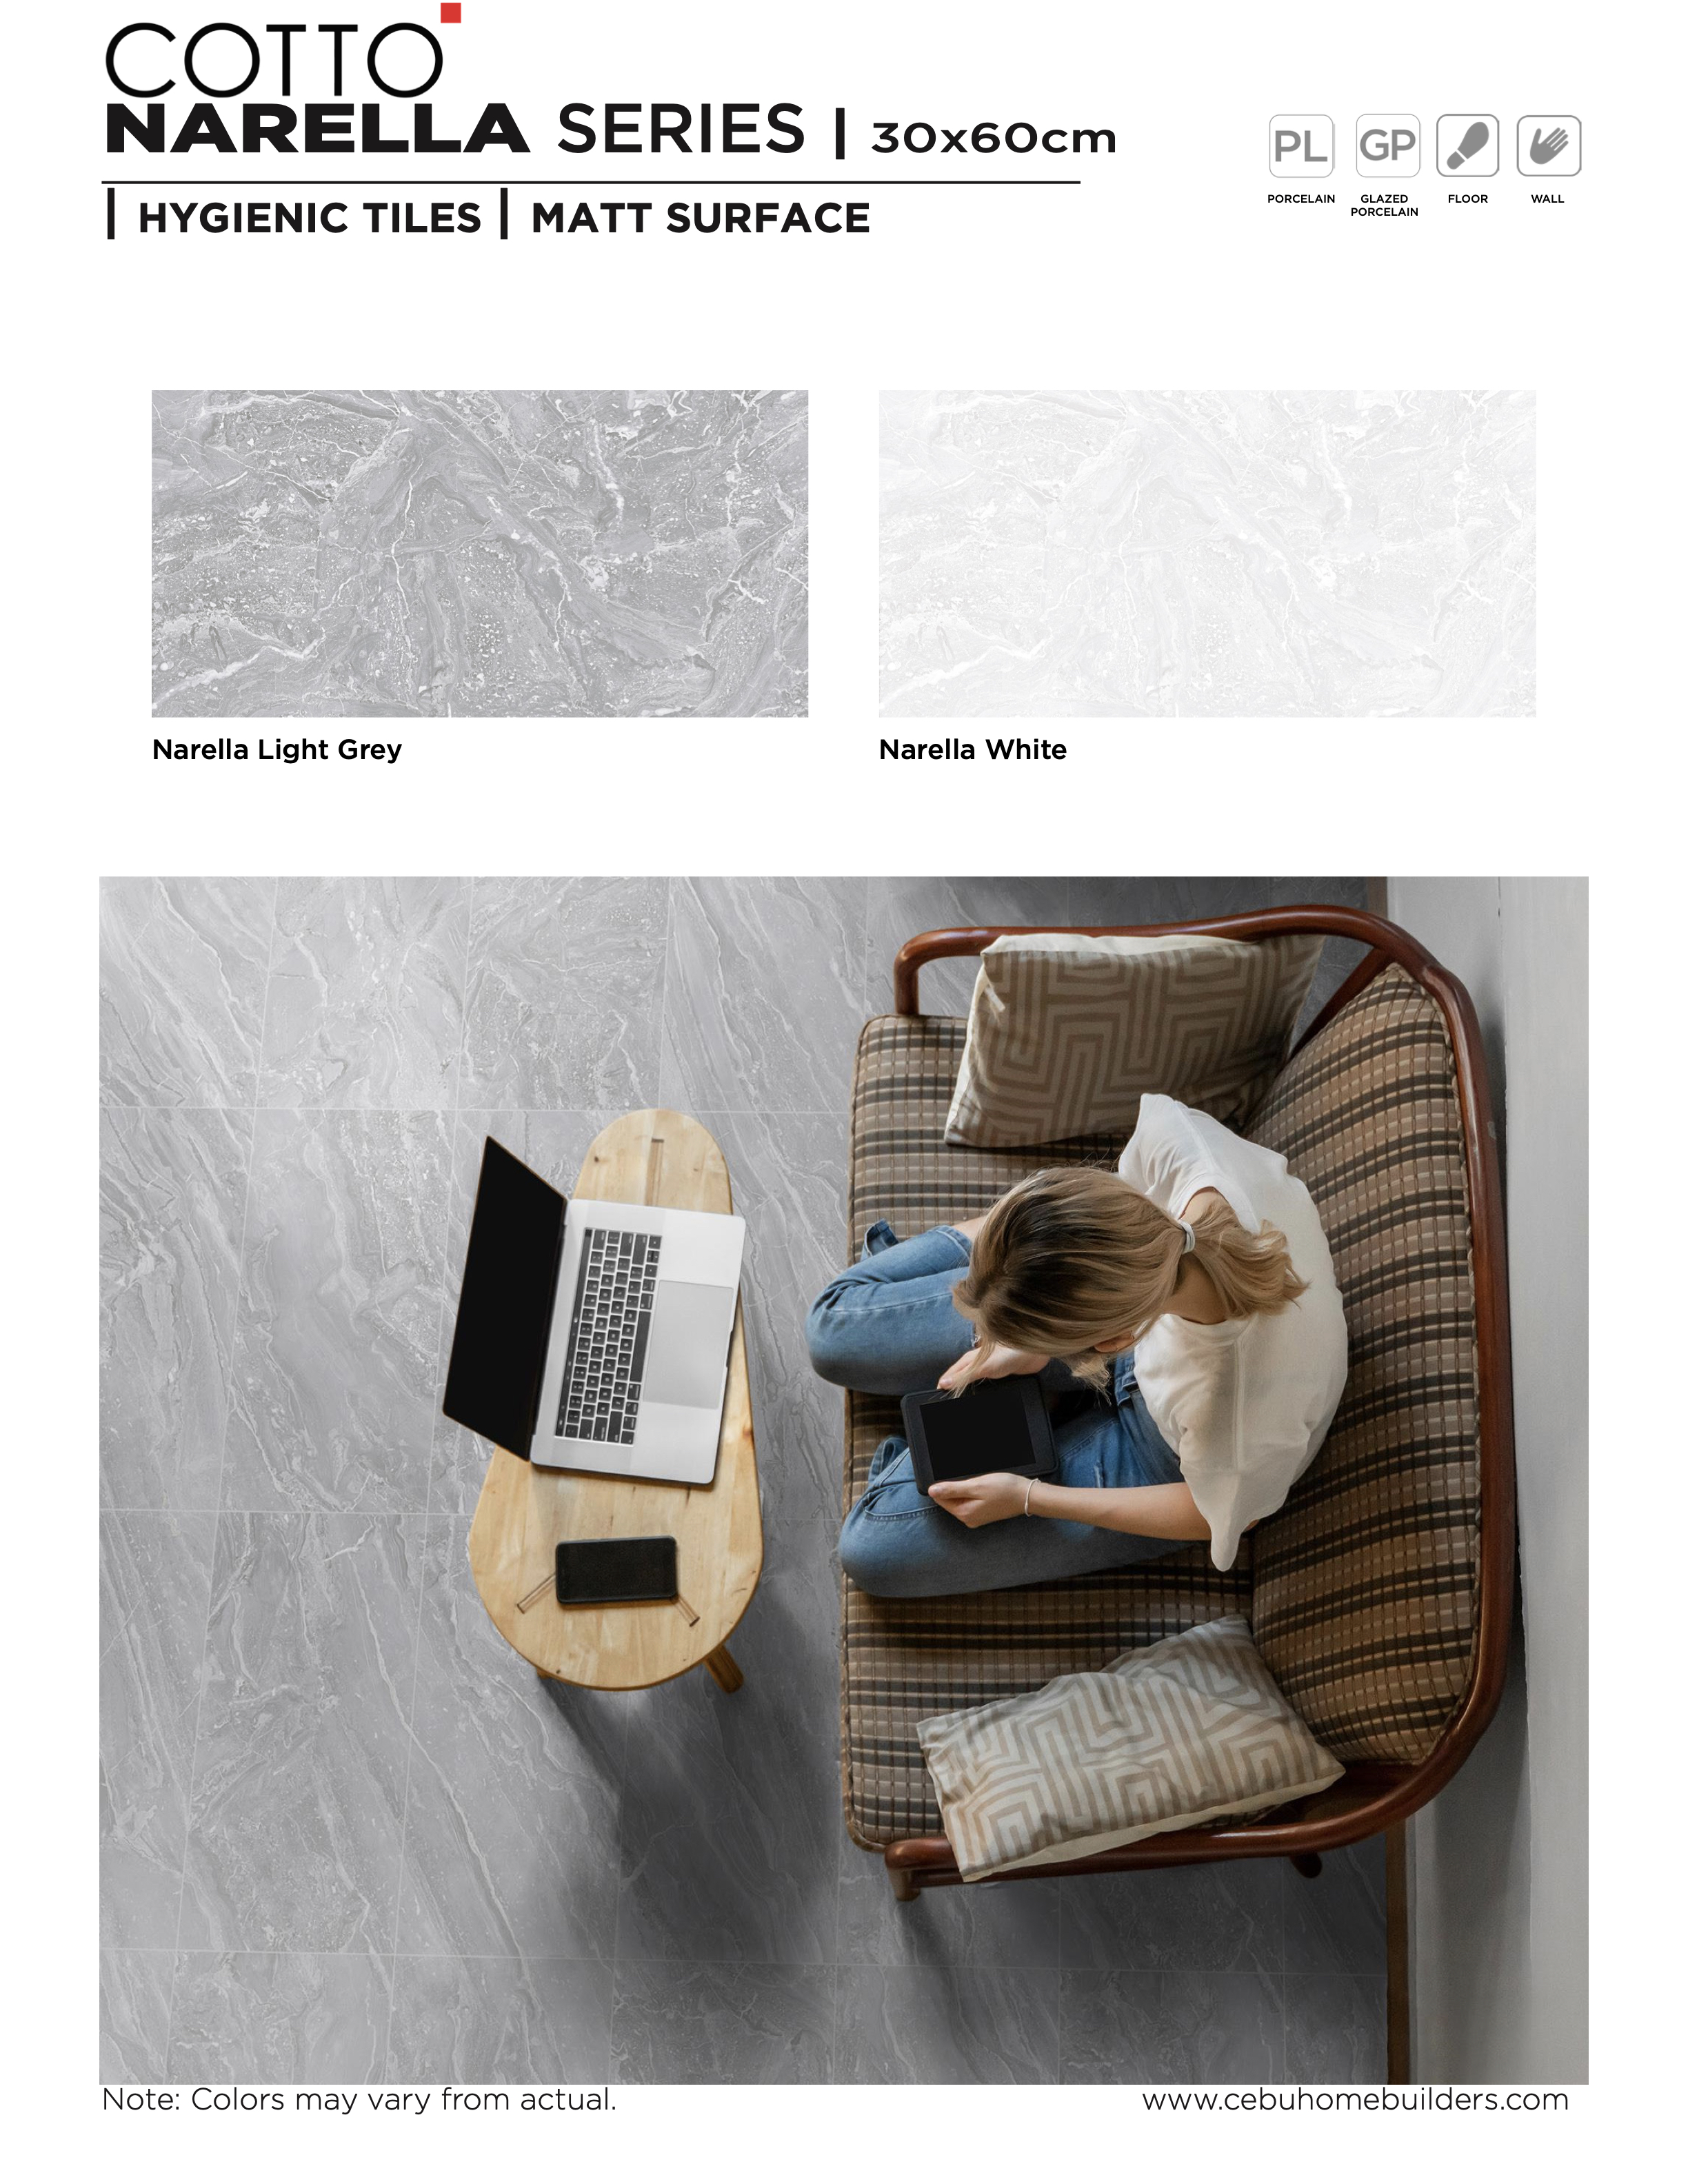 COTTO
NARELLA SERIES | 30x60cm
| HYGIENIC TILES | MATT SURFACE
PL GP
PORCELAIN GLAZED PORCELAIN FLOOR WALL
Narella Light Grey
Narella White
Note: Colors may vary from actual.
www.cebuhomebuilders.com